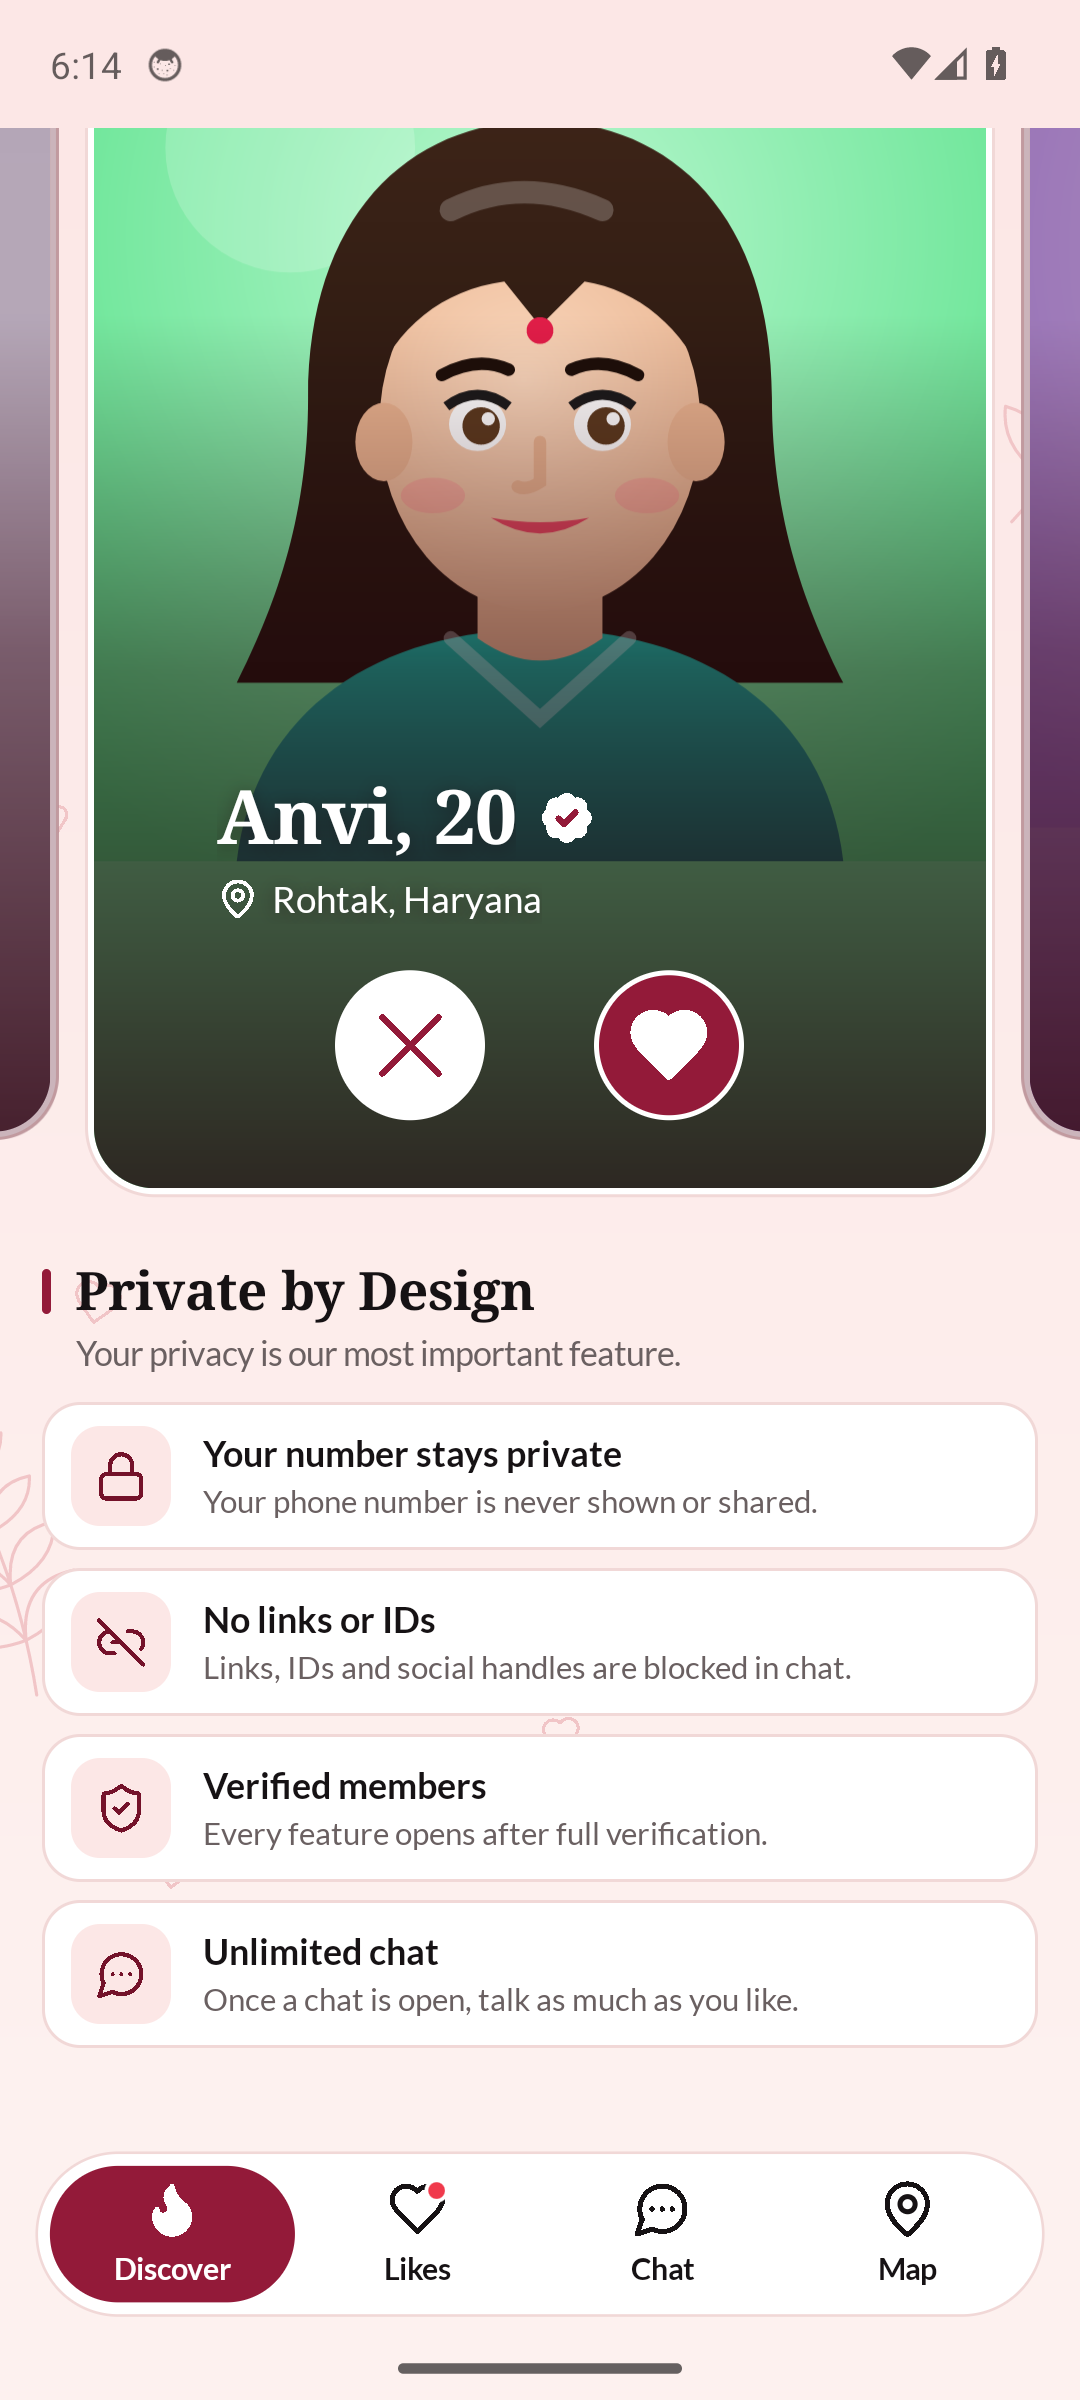 6:14
Anvi, 20
Rohtak, Haryana
Private by Design
Your privacy is our most important feature.
Your number stays private
Your phone number is never shown or shared.
No links or IDs
Links, IDs and social handles are blocked in chat.
Verified members
Every feature opens after full verification.
Unlimited chat
Once a chat is open, talk as much as you like.
Discover
Likes
Chat
Map